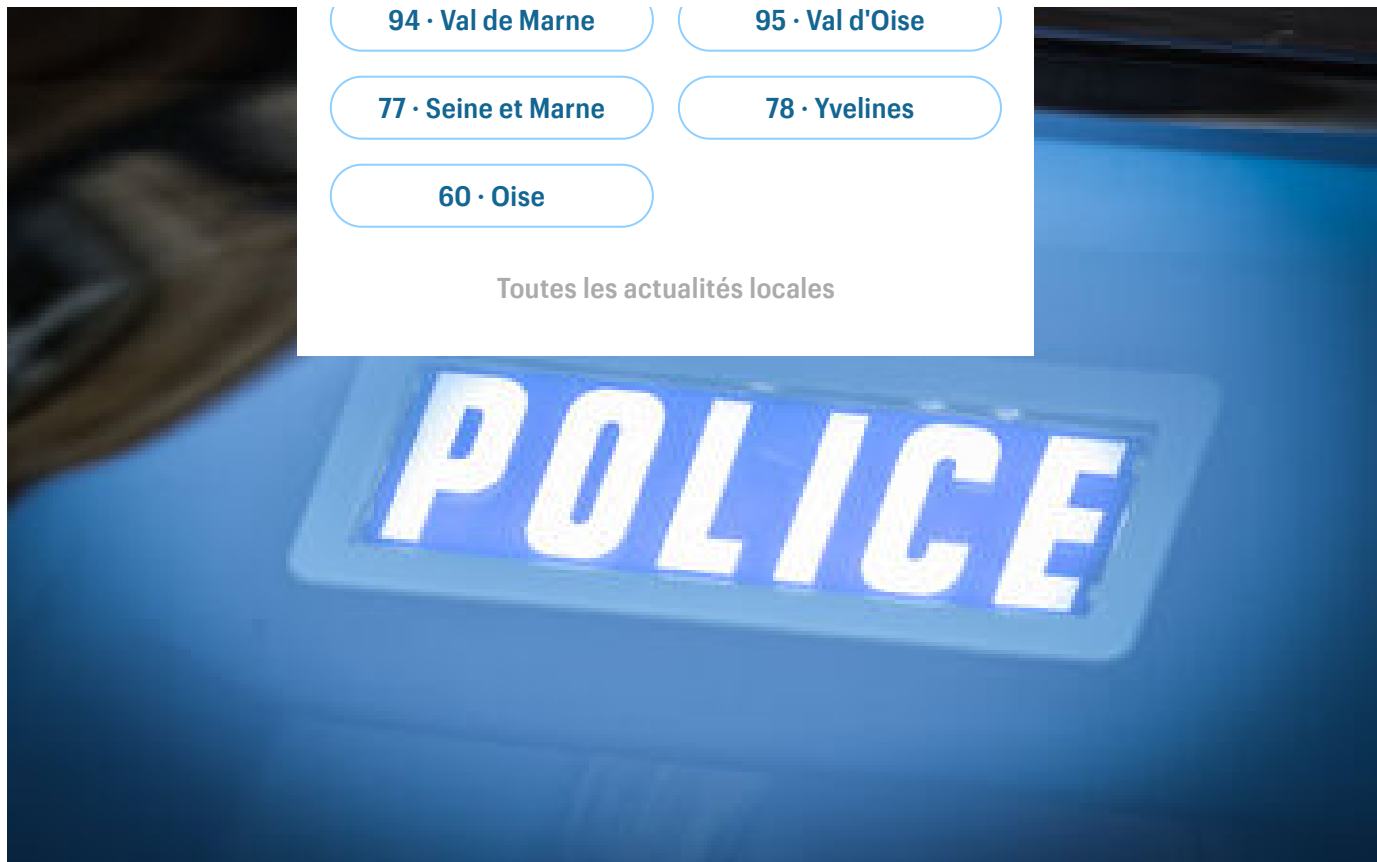 94 · Val de Marne
95 · Val d'Oise
77 · Seine et Marne
78 · Yvelines
60 · Oise
Toutes les actualités locales
POLICE